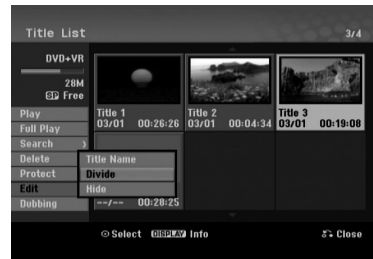 Title List
3/4
DVD+VR
28M
SP Free
Play
Full Play
Search
Delete
Protect
Edit
Dubbing
Title Name
Divide
Hide
Title 1
03/01 00:26:26
Title 2
03/01 00:04:34
Title 3
03/01 00:19:08
--/-- 00:28:25
Select DISPLAY Info
Close